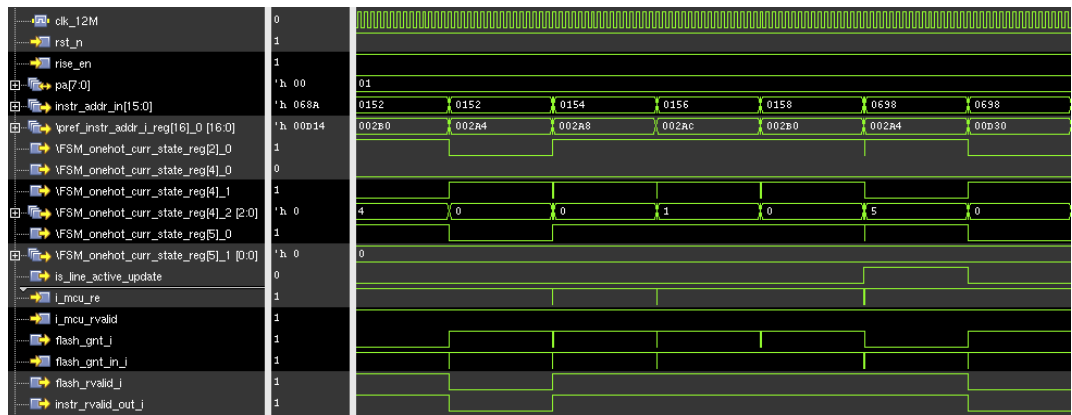 clk_12M 0
rst_n 1
rise_en 1
pa[7:0] 'h 00 01
instr_addr_in[15:0] 'h 068A 0152 0152 0154 0156 0158 0698 0698
\pref_instr_addr_i_reg[16]_0 [16:0] 'h 00D14 002B0 002A4 002A8 002AC 002B0 002A4 00D30
\FSM_onehot_curr_state_reg[2]_0 1
\FSM_onehot_curr_state_reg[4]_0 0
\FSM_onehot_curr_state_reg[4]_1 1
\FSM_onehot_curr_state_reg[4]_2 [2:0] 'h 0 4 0 0 1 0 5 0
\FSM_onehot_curr_state_reg[5]_0 1
\FSM_onehot_curr_state_reg[5]_1 [0:0] 'h 0 0
is_line_active_update 0
i_mcu_re 1
i_mcu_rvalid 1
flash_gnt_i 1
flash_gnt_in_i 1
flash_rvalid_i 1
instr_rvalid_out_i 1